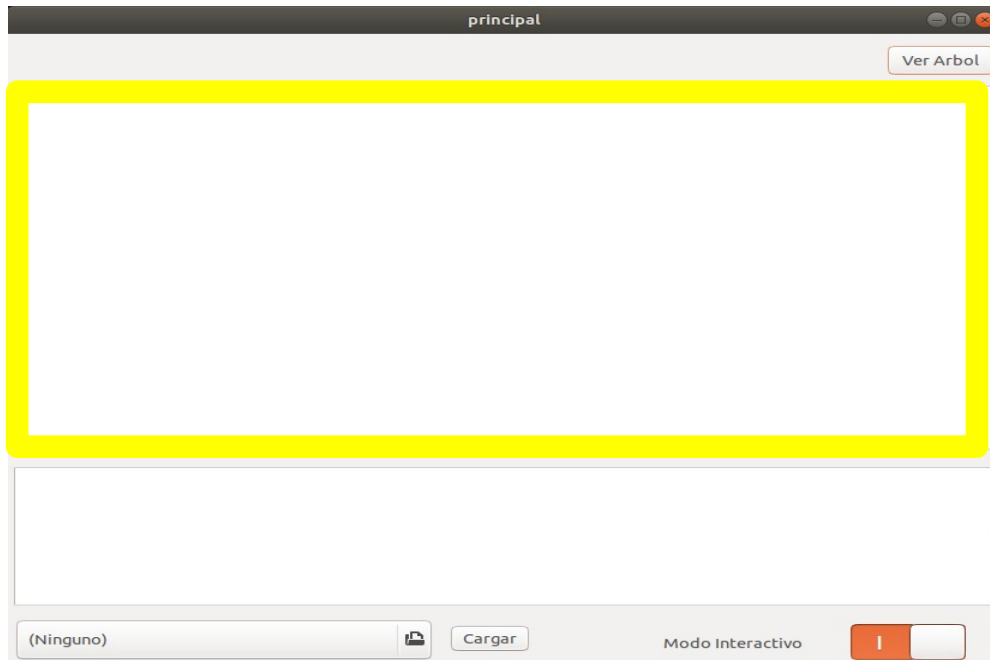 principal
Ver Arbol
(Ninguno)
Cargar
Modo Interactivo